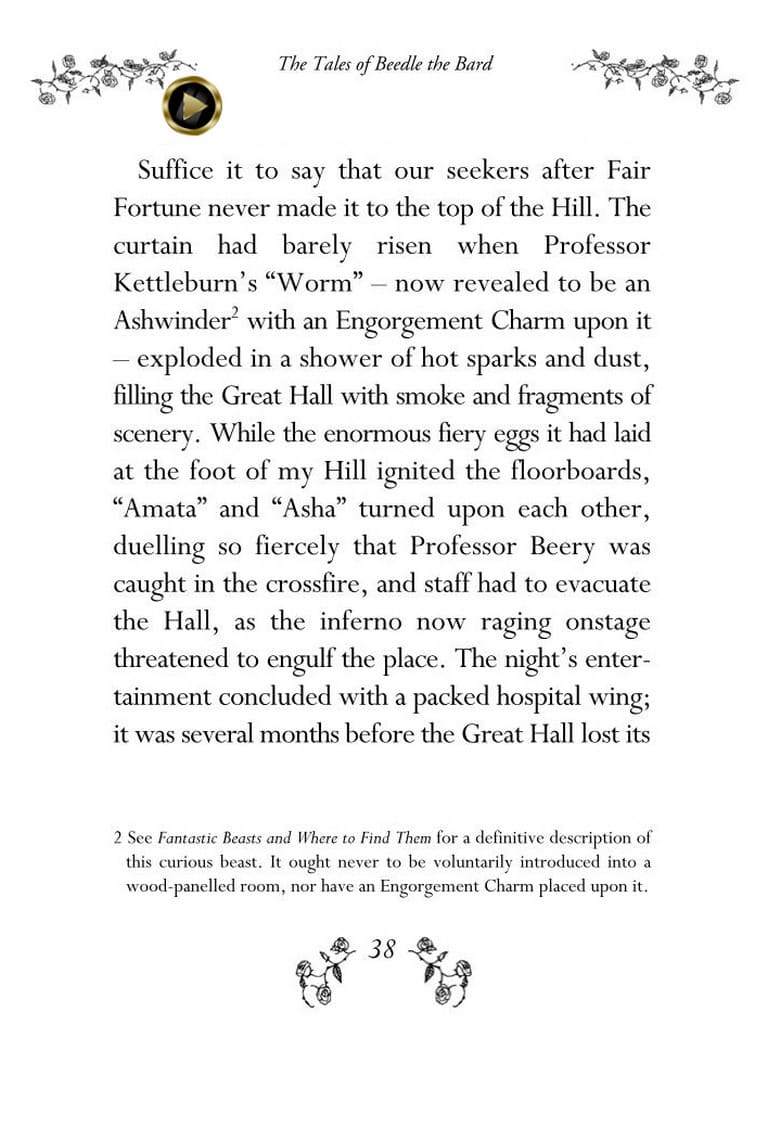 The Tales of Beedle the Bard
Suffice it to say that our seekers after Fair
Fortune never made it to the top of the Hill. The
curtain had barely risen when Professor
Kettleburn’s “Worm” – now revealed to be an
Ashwinder² with an Engorgement Charm upon it
– exploded in a shower of hot sparks and dust,
filling the Great Hall with smoke and fragments of
scenery. While the enormous fiery eggs it had laid
at the foot of my Hill ignited the floorboards,
“Amata” and “Asha” turned upon each other,
duelling so fiercely that Professor Beery was
caught in the crossfire, and staff had to evacuate
the Hall, as the inferno now raging onstage
threatened to engulf the place. The night’s enter-
tainment concluded with a packed hospital wing;
it was several months before the Great Hall lost its
2 See Fantastic Beasts and Where to Find Them for a definitive description of
this curious beast. It ought never to be voluntarily introduced into a
wood-panelled room, nor have an Engorgement Charm placed upon it.
38